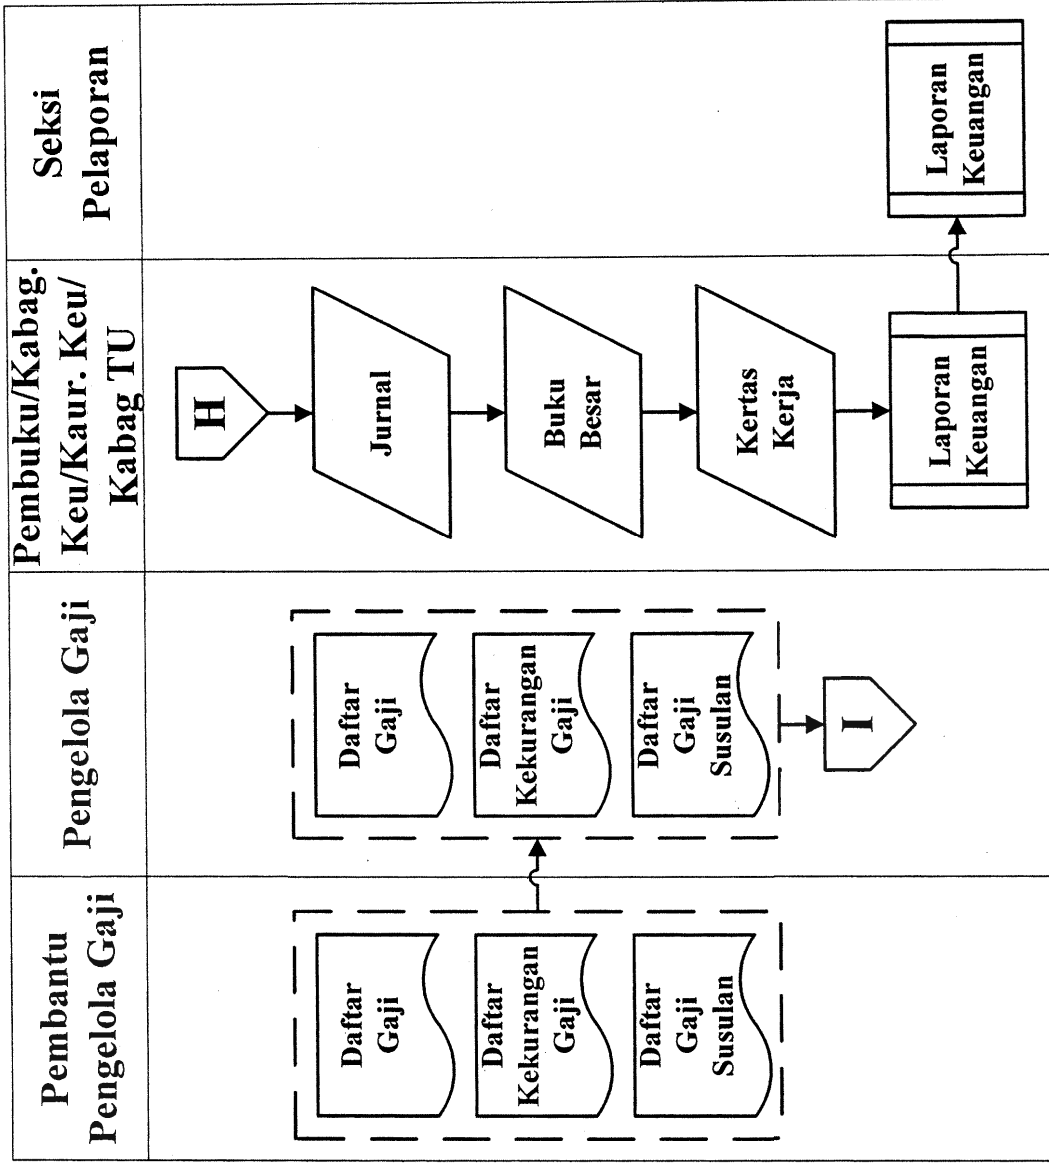 Pembantu
Pengelola Gaji
Pengelola Gaji
Pembuku/Kabag.
Keu/Kaur. Keu/
Kabag TU
Seksi
Pelaporan
Daftar
Gaji
Daftar
Kekurangan
Gaji
Daftar
Gaji
Susulan
Daftar
Gaji
Daftar
Kekurangan
Gaji
Daftar
Gaji
Susulan
I
H
Jurnal
Buku
Besar
Kertas
Kerja
Laporan
Keuangan
Laporan
Keuangan